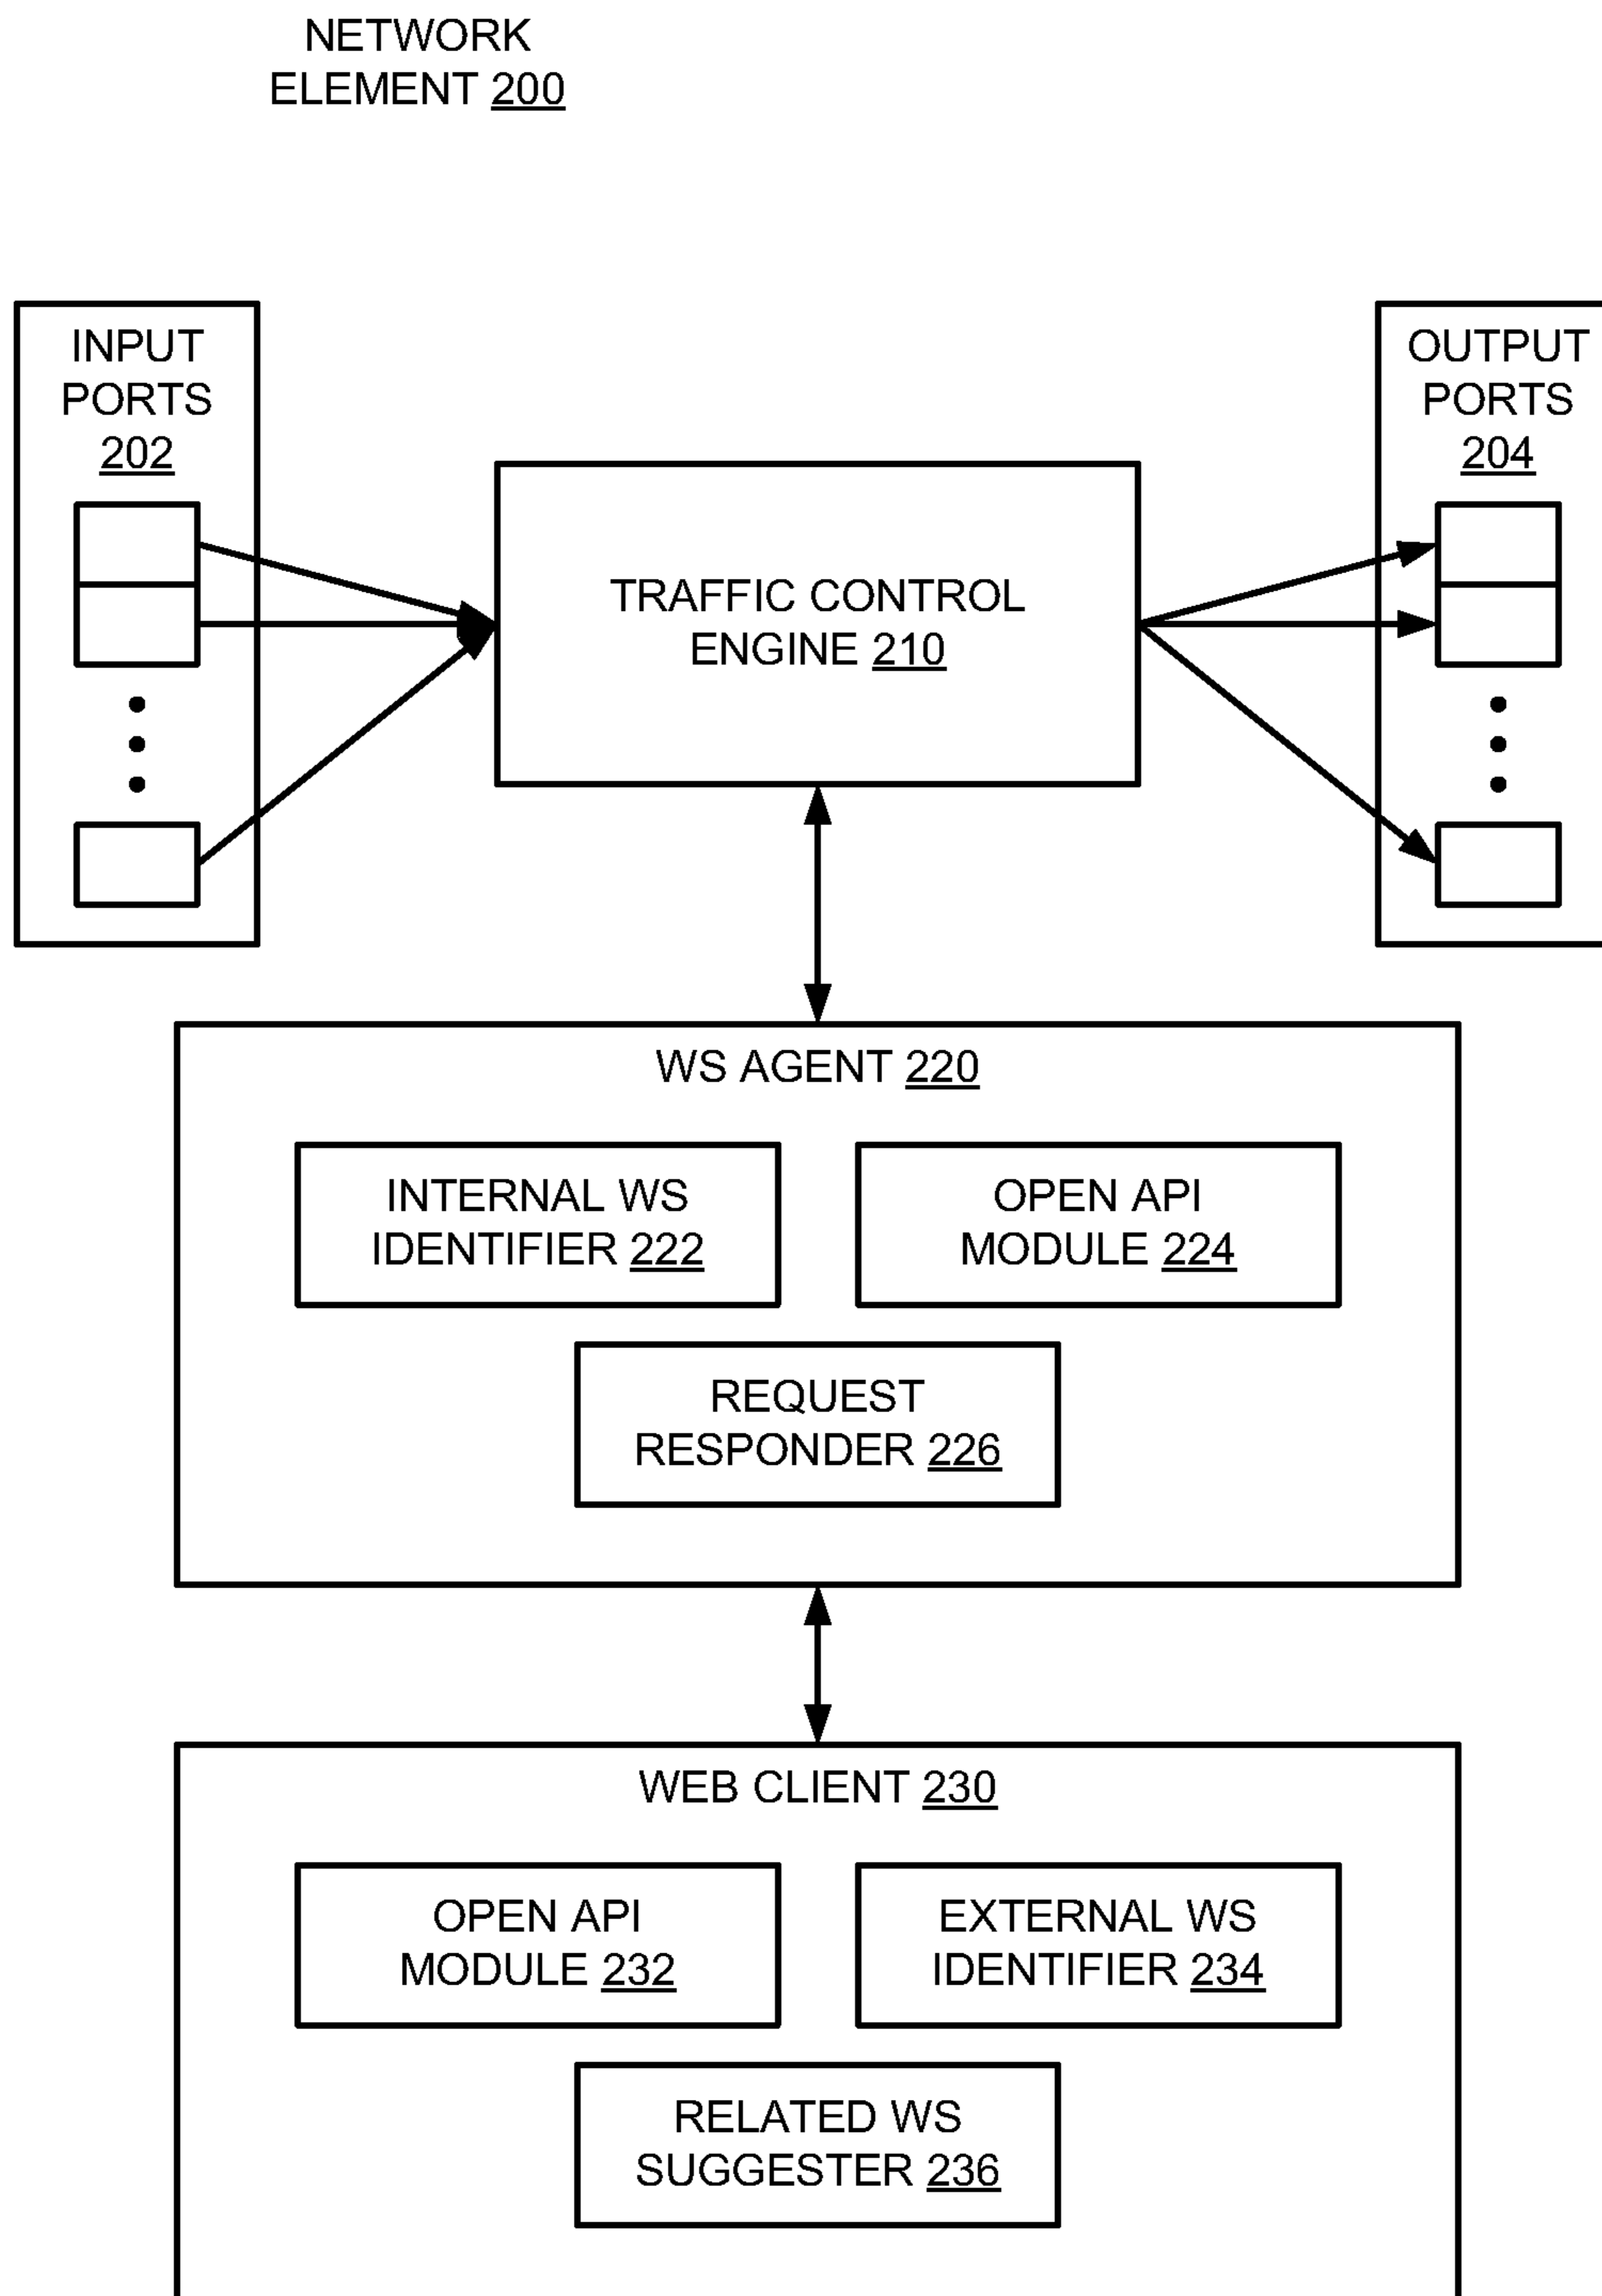 NETWORK
ELEMENT 200
INPUT
PORTS
202
OUTPUT
PORTS
204
TRAFFIC CONTROL
ENGINE 210
WS AGENT 220
INTERNAL WS
IDENTIFIER 222
OPEN API
MODULE 224
REQUEST
RESPONDER 226
WEB CLIENT 230
OPEN API
MODULE 232
EXTERNAL WS
IDENTIFIER 234
RELATED WS
SUGGESTER 236